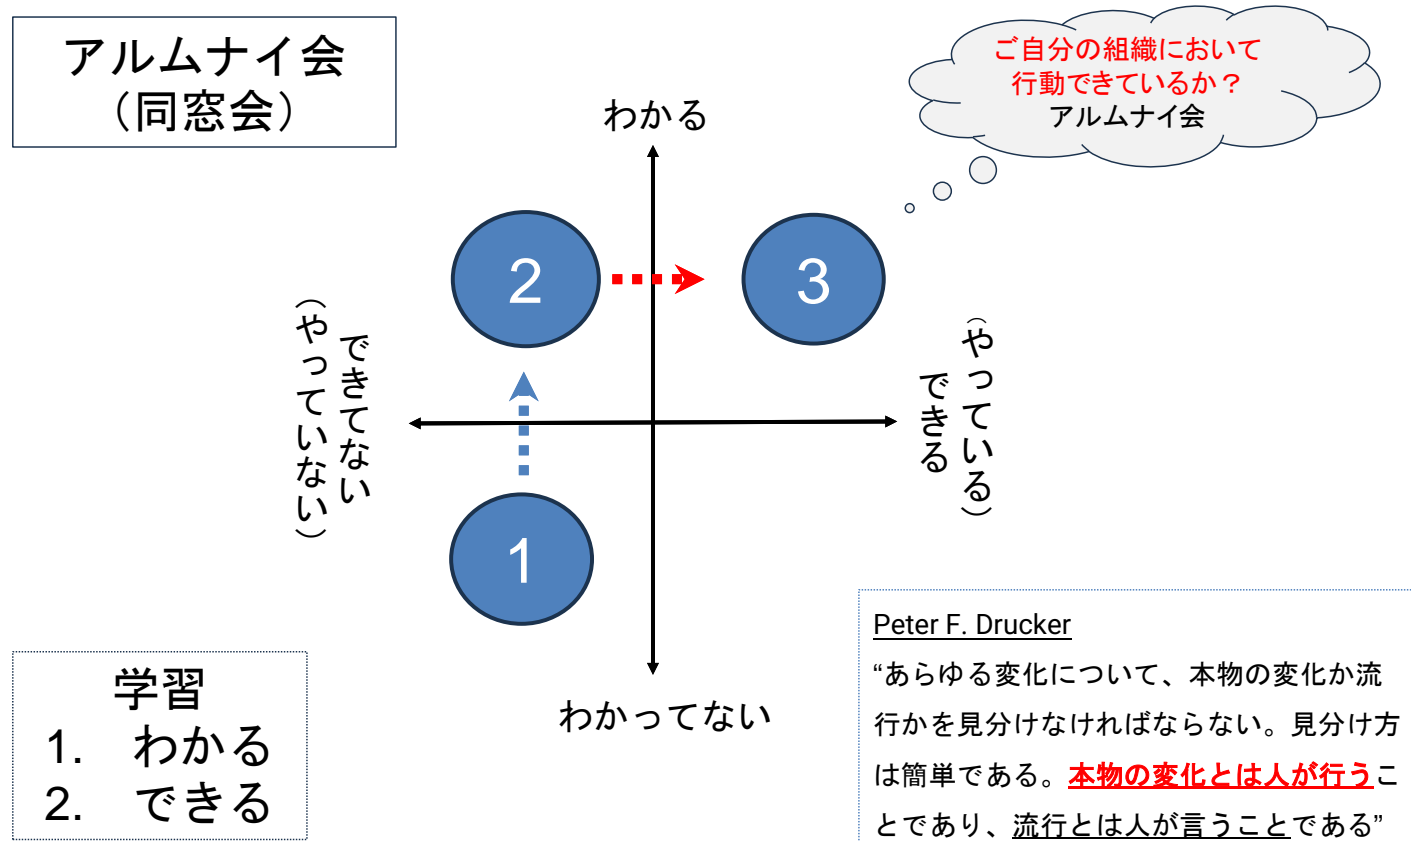 アルムナイ会
（同窓会）
ご自分の組織において
行動できているか？
アルムナイ会
わかる
2
3
できてない
（やっていない）
（やっている）
できる
1
わかってない
学習
1. わかる
2. できる
Peter F. Drucker
“あらゆる変化について、本物の変化か流
行かを見分けなければならない。見分け方
は簡単である。本物の変化とは人が行うこ
とであり、流行とは人が言うことである”